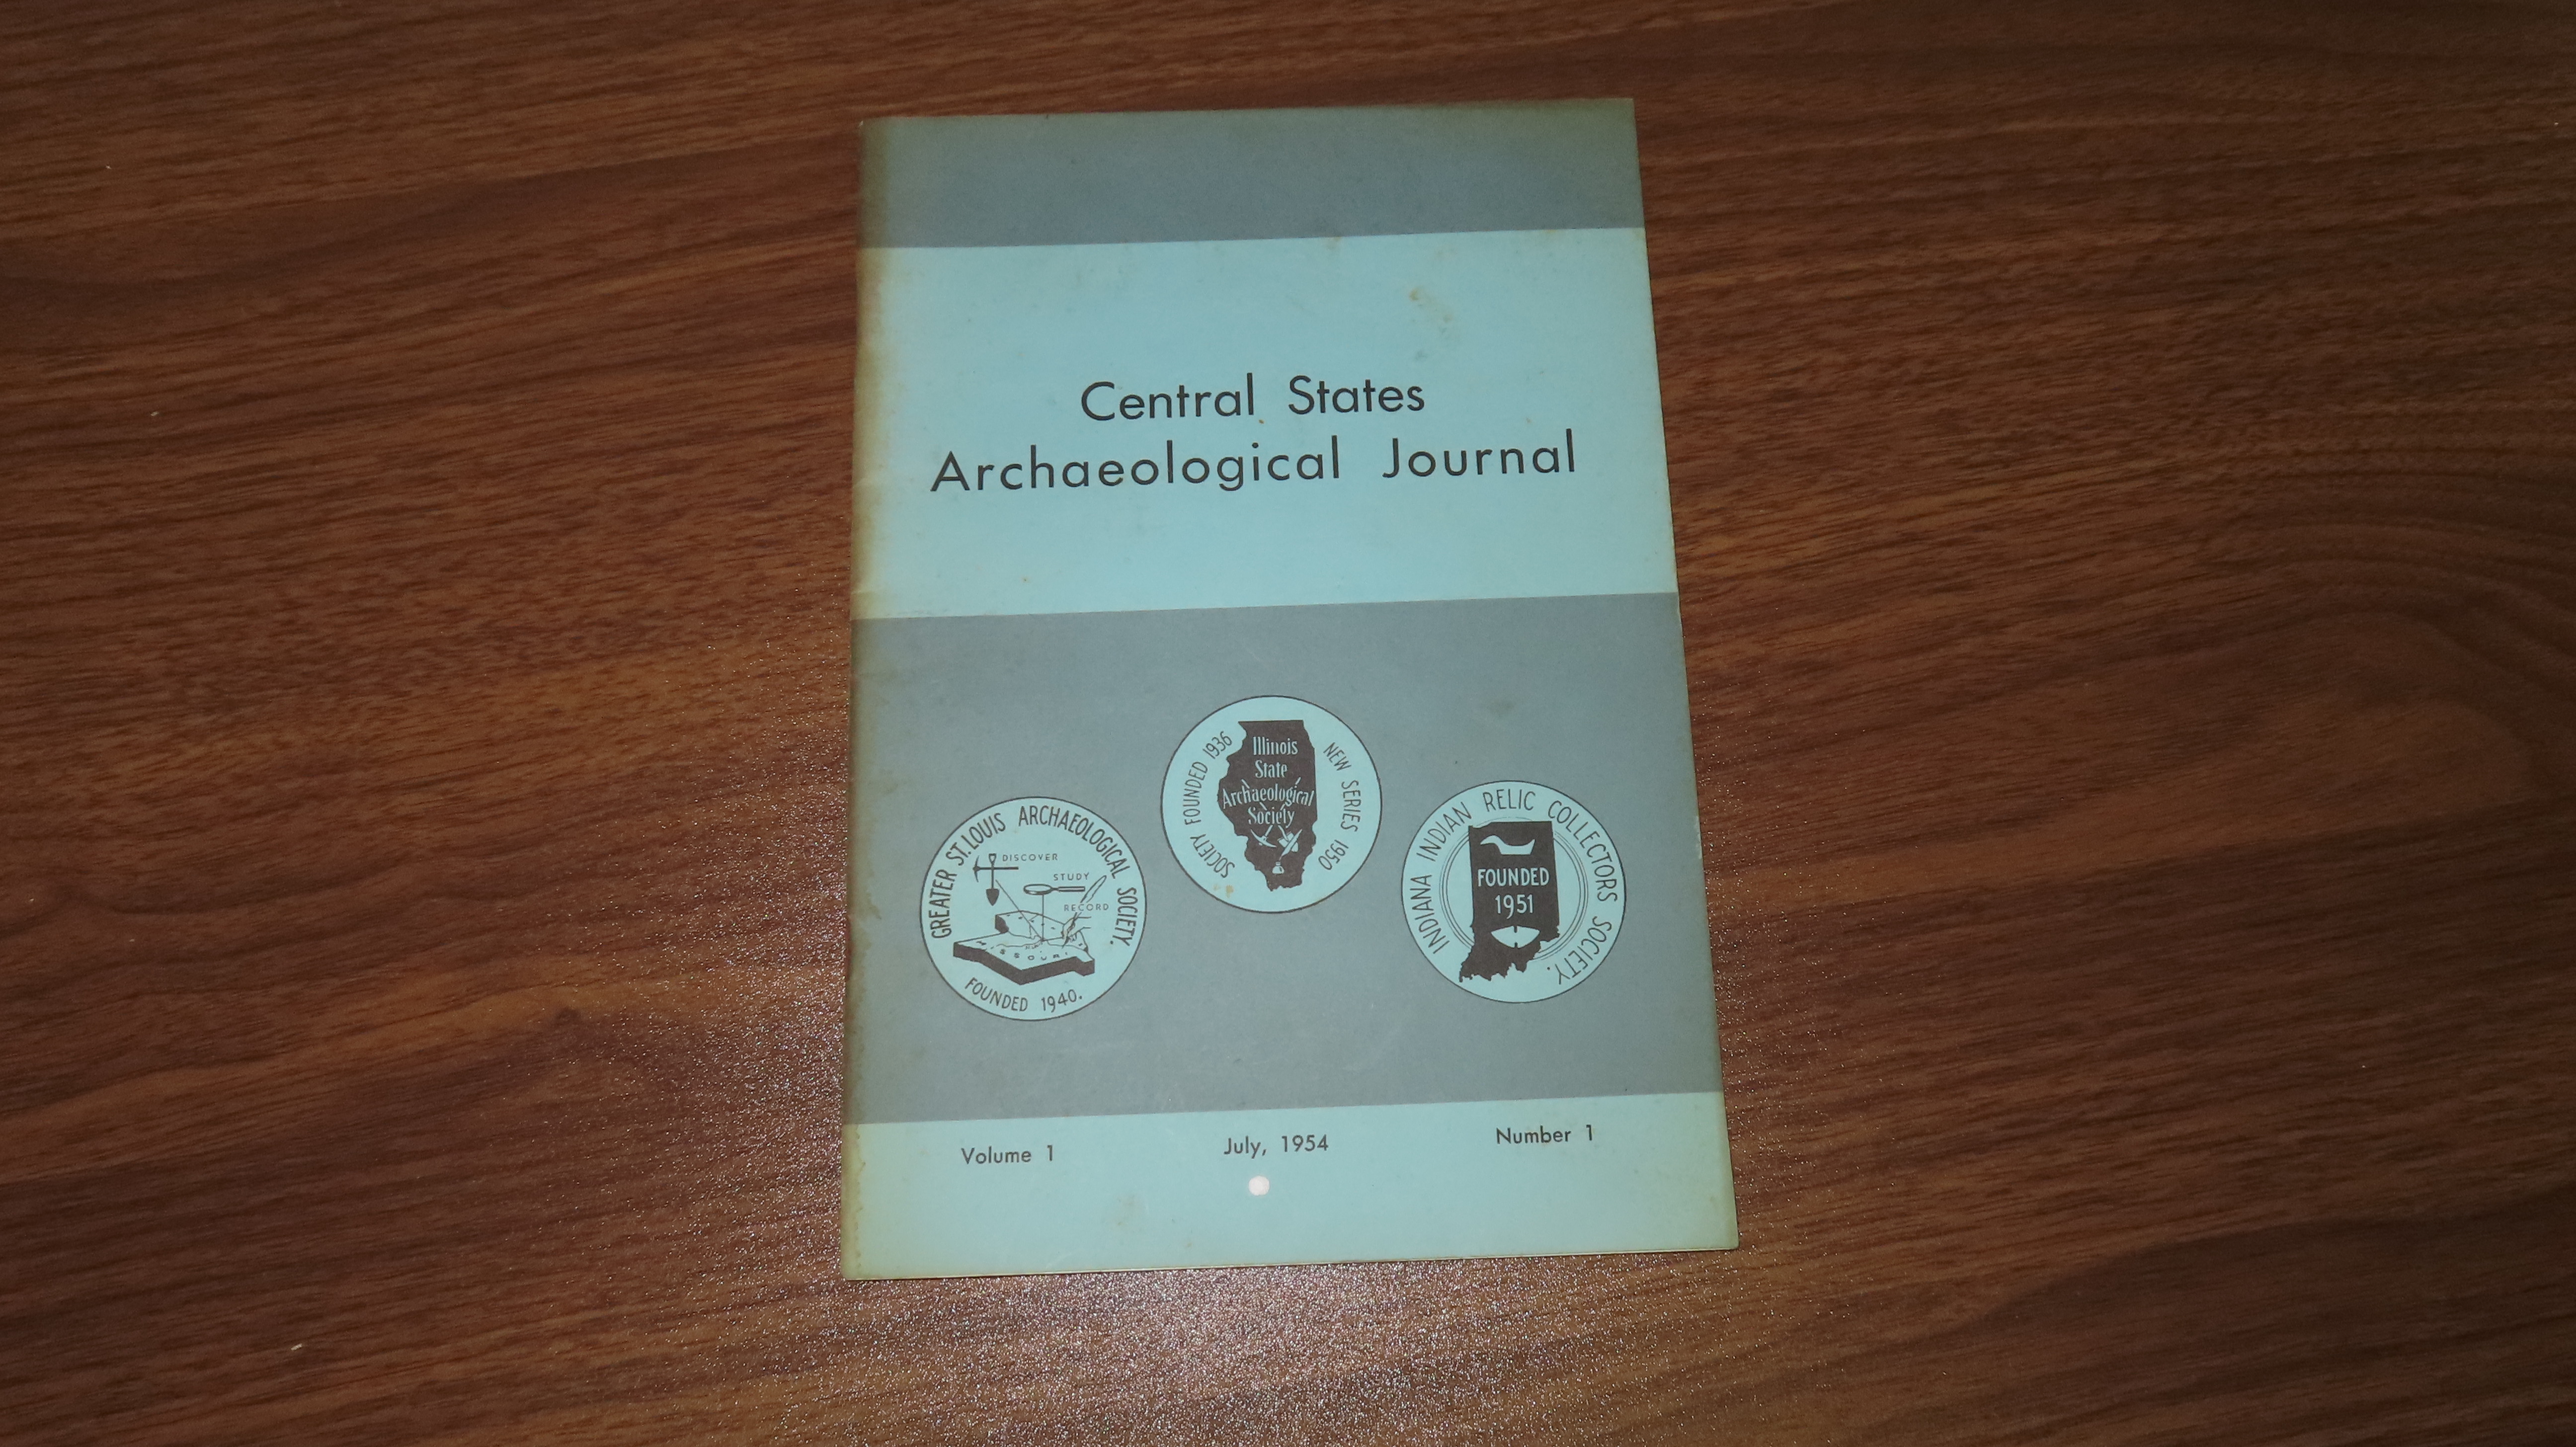 Central States
Archaeological Journal
GREATER ST. LOUIS ARCHAEOLOGICAL SOCIETY.
DISCOVER
STUDY
RECORD
FOUNDED 1940.
SOCIETY FOUNDED 1936
Illinois
State
Archaeological
Society
NEW SERIES 1950
INDIANA INDIAN RELIC COLLECTORS SOCIETY.
FOUNDED
1951
Volume 1
July, 1954
Number 1